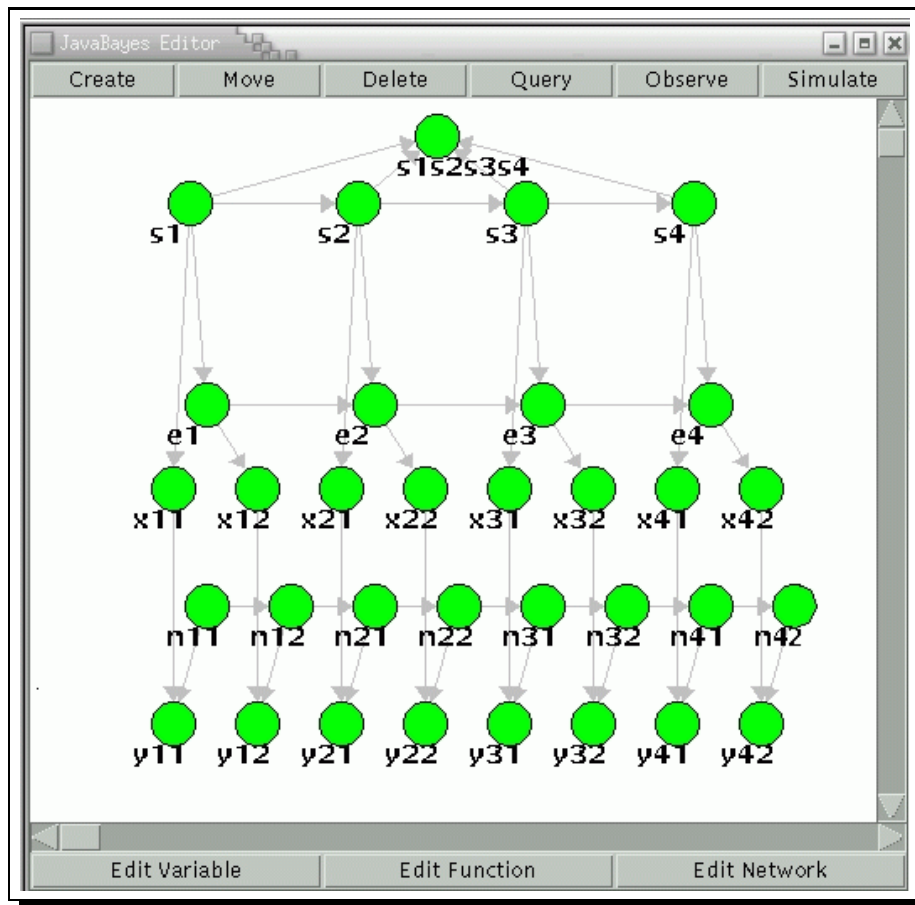 JavaBayes Editor
Create Move Delete Query Observe Simulate
s1s2s3s4
s1 s2 s3 s4
e1 e2 e3 e4
x11 x12 x21 x22 x31 x32 x41 x42
n11 n12 n21 n22 n31 n32 n41 n42
y11 y12 y21 y22 y31 y32 y41 y42
Edit Variable Edit Function Edit Network